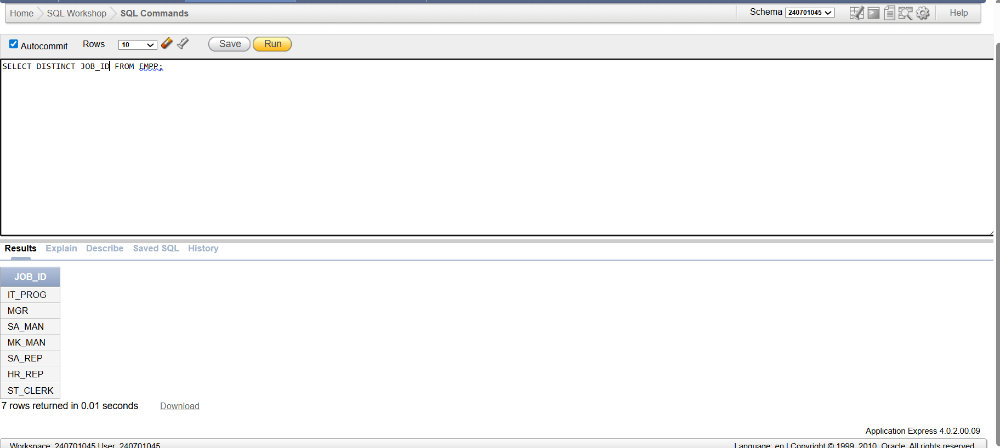 Home SQL Workshop SQL Commands Schema 240701045 Help
Autocommit Rows 10 Save Run
SELECT DISTINCT JOB_ID FROM EMPP;
Results Explain Describe Saved SQL History
JOB_ID
IT_PROG
MGR
SA_MAN
MK_MAN
SA_REP
HR_REP
ST_CLERK
7 rows returned in 0.01 seconds Download
Application Express 4.0.2.00.09
Workspace: 240701045 User: 240701045 Language: en | Copyright © 1999, 2010, Oracle. All rights reserved.